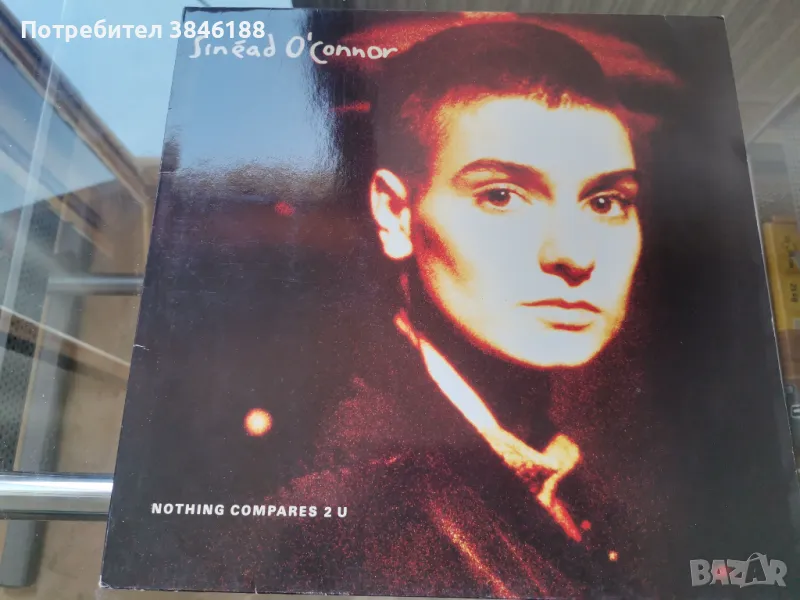 Потребител 3846188
Sinéad O'Connor
NOTHING COMPARES 2 U
BAZAR